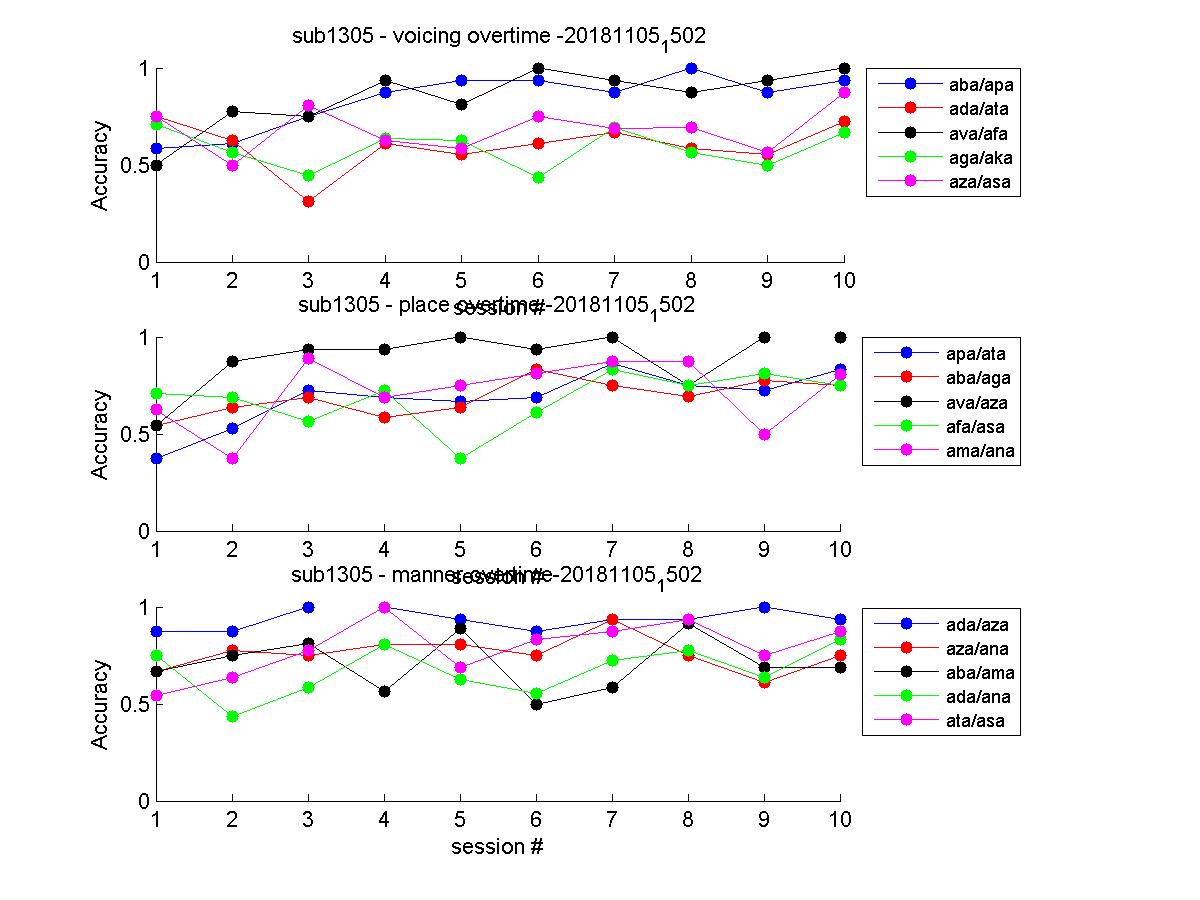 sub1305 - voicing overtime -20181105_1502
1
0.5
0
Accuracy
1 2 3 4 5 6 7 8 9 10
session #
aba/apa
ada/ata
ava/afa
aga/aka
aza/asa
sub1305 - place overtime -20181105_1502
1
0.5
0
Accuracy
1 2 3 4 5 6 7 8 9 10
session #
apa/ata
aba/aga
ava/aza
afa/asa
ama/ana
sub1305 - manner overtime-20181105_1502
1
0.5
0
Accuracy
1 2 3 4 5 6 7 8 9 10
session #
ada/aza
aza/ana
aba/ama
ada/ana
ata/asa